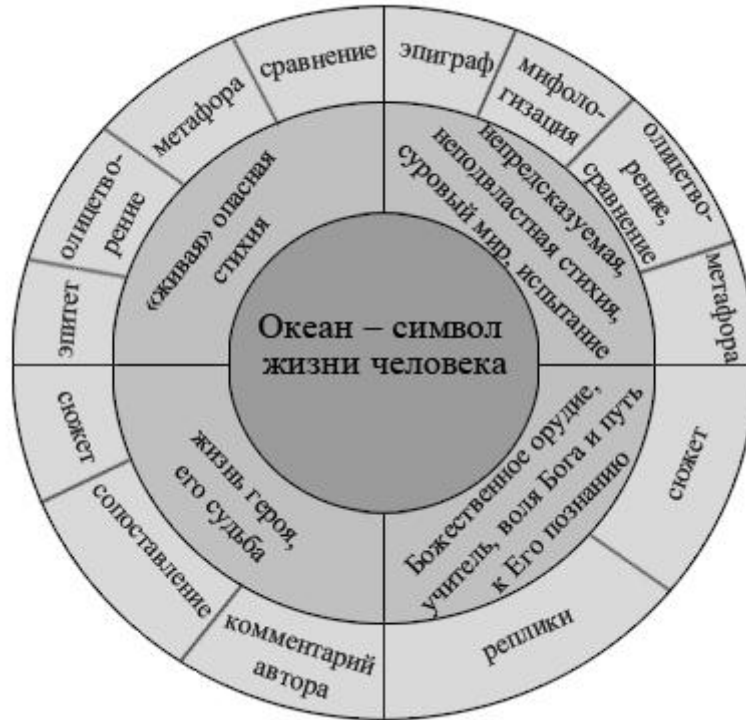 сравнение
эпиграф
метафора
мифоло-
гизация
олицетво-
рение
олицетво-
рение,
сравнение
эпитет
метафора
«живая» опасная
стихия
непредсказуемая,
неподвластная стихия,
суровый мир, испытание
Океан – символ
жизни человека
сюжет
жизнь героя,
его судьба
Божественное орудие,
учитель, воля Бога и путь
к Его познанию
сюжет
сопоставление
комментарий
автора
реплики